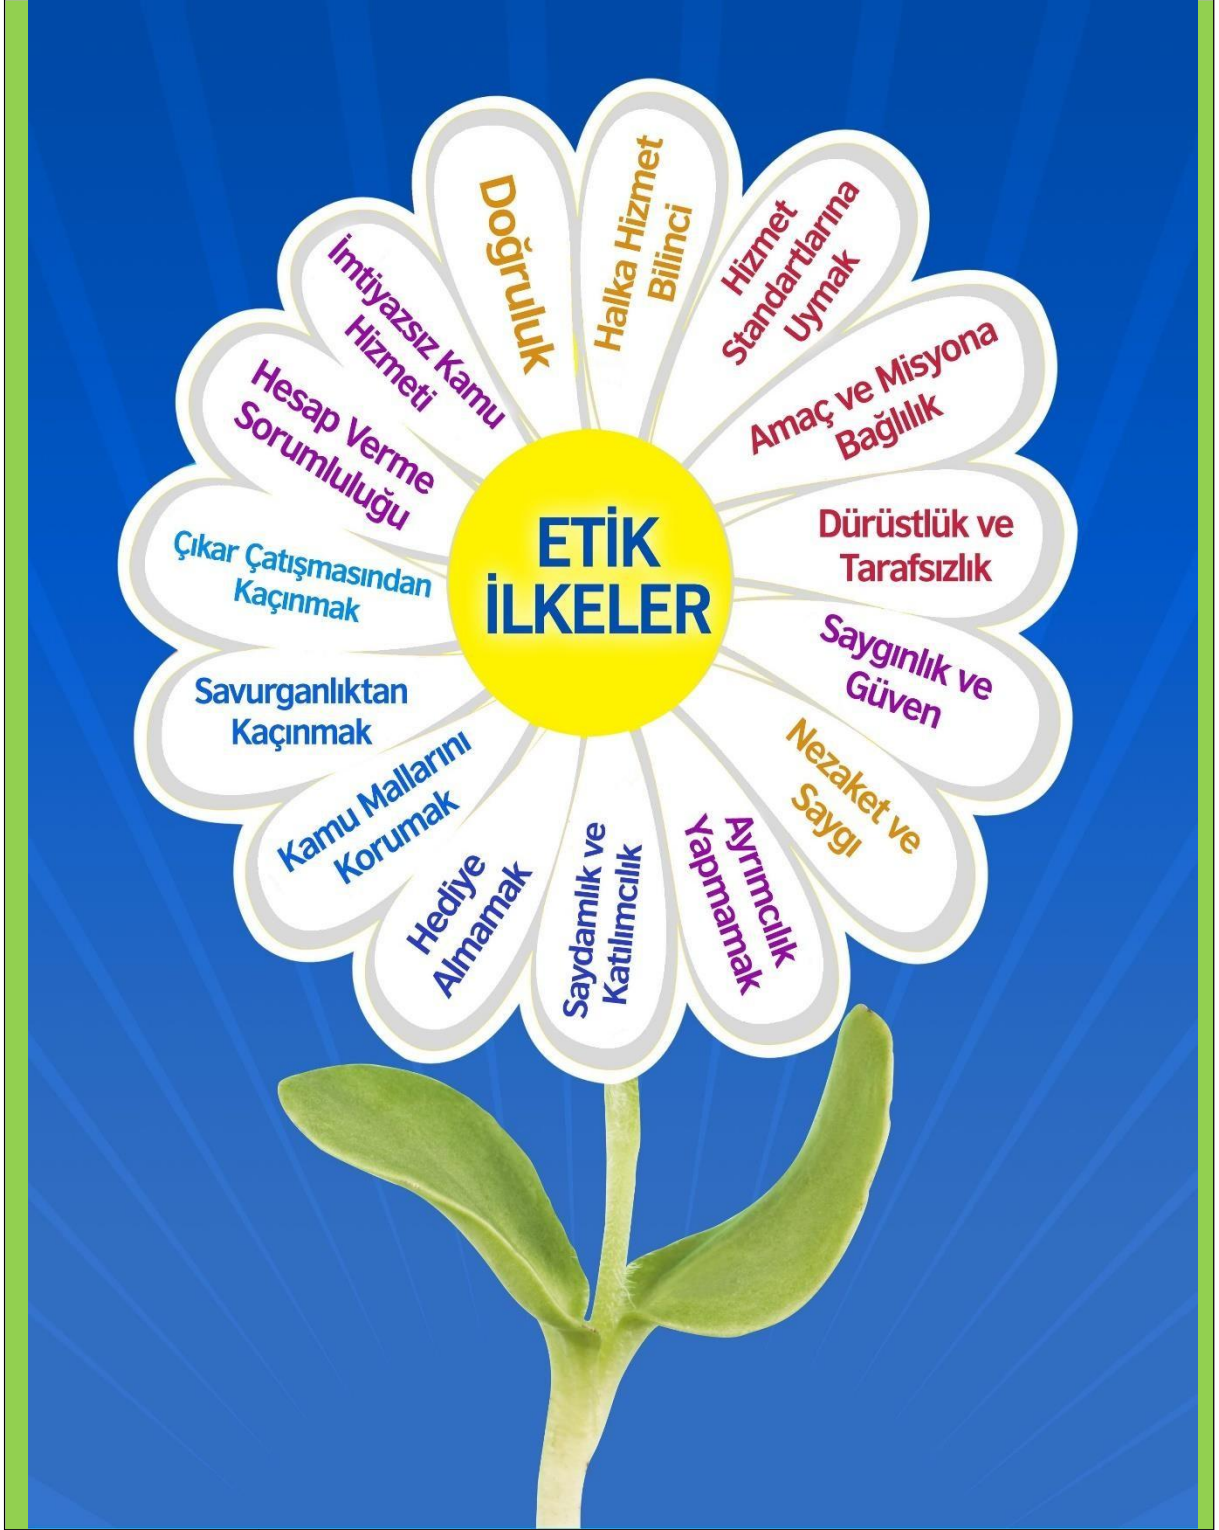 ETİK
İLKELER
Doğruluk
Halka Hizmet
Bilinci
Hizmet
Standartlarına
Uymak
Amaç ve Misyona
Bağlılık
Dürüstlük ve
Tarafsızlık
Saygınlık ve
Güven
Nezaket ve
Saygı
Ayrımcılık
Yapmamak
Saydamlık ve
Katılımcılık
Hediye
Almamak
Kamu Mallarını
Korumak
Savurganlıktan
Kaçınmak
Çıkar Çatışmasından
Kaçınmak
Hesap Verme
Sorumluluğu
İmtiyazsız Kamu
Hizmeti